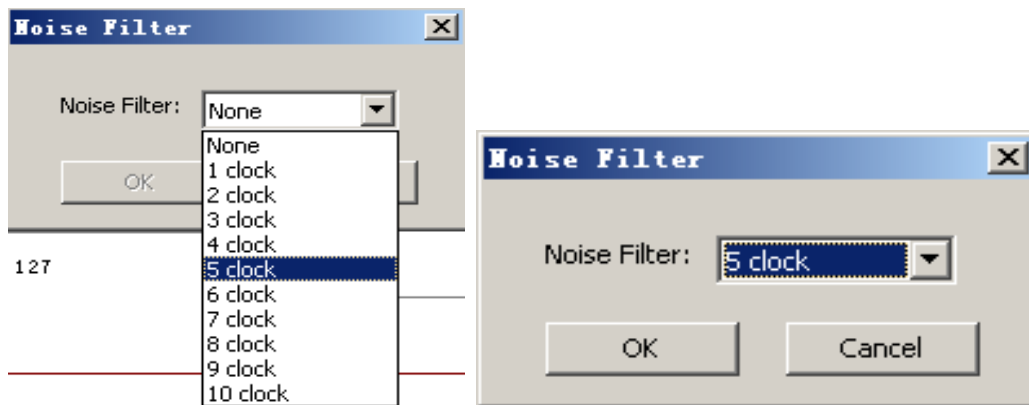 Noise Filter
Noise Filter:
None
None
1 clock
2 clock
3 clock
4 clock
5 clock
6 clock
7 clock
8 clock
9 clock
10 clock
OK
127
Noise Filter
Noise Filter:
5 clock
OK
Cancel